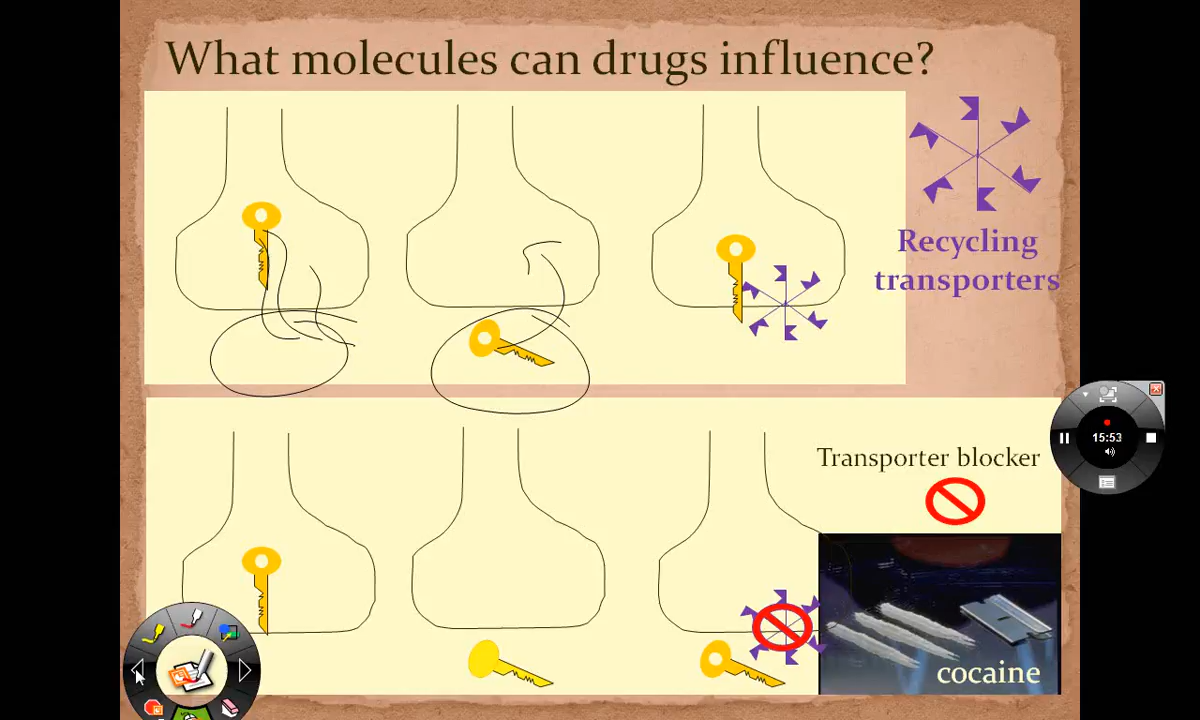 What molecules can drugs influence?
Recycling
transporters
15:53
Transporter blocker
cocaine